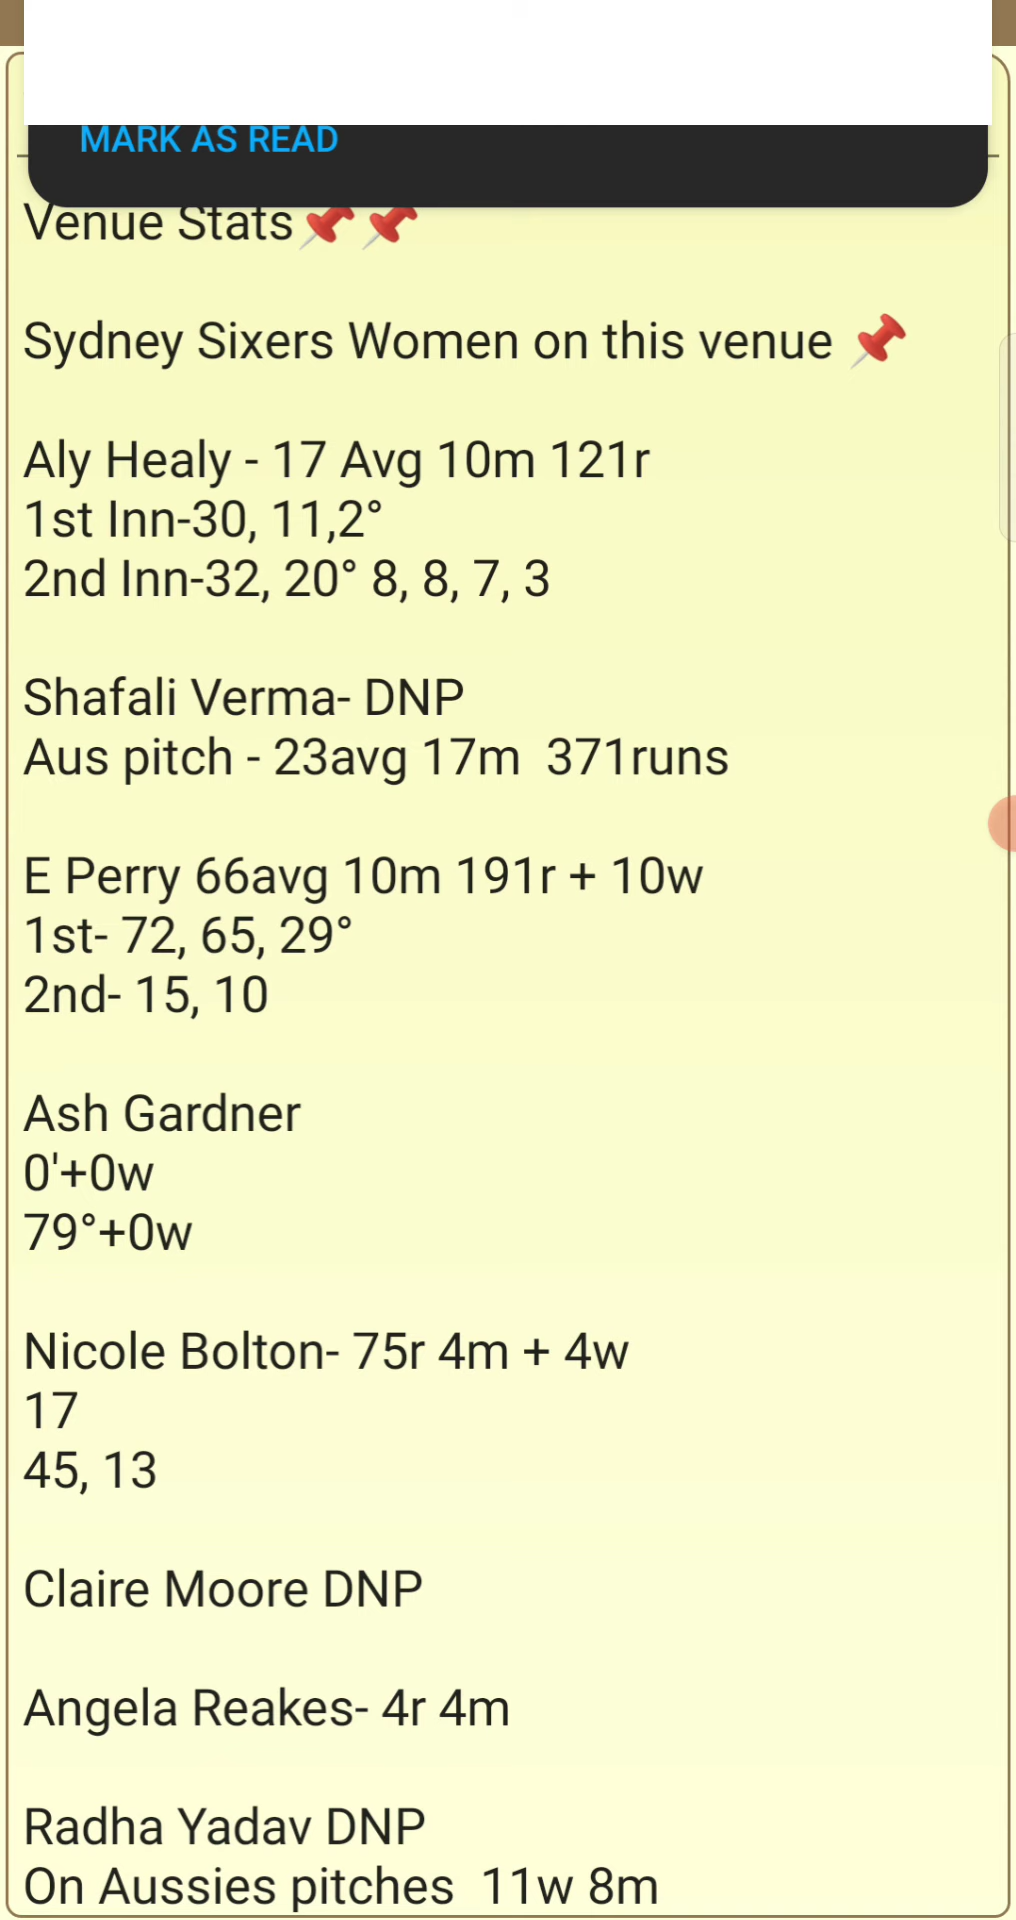 MARK AS READ
Venue Stats📌📌
Sydney Sixers Women on this venue 📌
Aly Healy - 17 Avg 10m 121r
1st Inn-30, 11,2°
2nd Inn-32, 20° 8, 8, 7, 3
Shafali Verma- DNP
Aus pitch - 23avg 17m  371runs
E Perry 66avg 10m 191r + 10w
1st- 72, 65, 29°
2nd- 15, 10
Ash Gardner
0'+0w
79°+0w
Nicole Bolton- 75r 4m + 4w
17
45, 13
Claire Moore DNP
Angela Reakes- 4r 4m
Radha Yadav DNP
On Aussies pitches  11w 8m